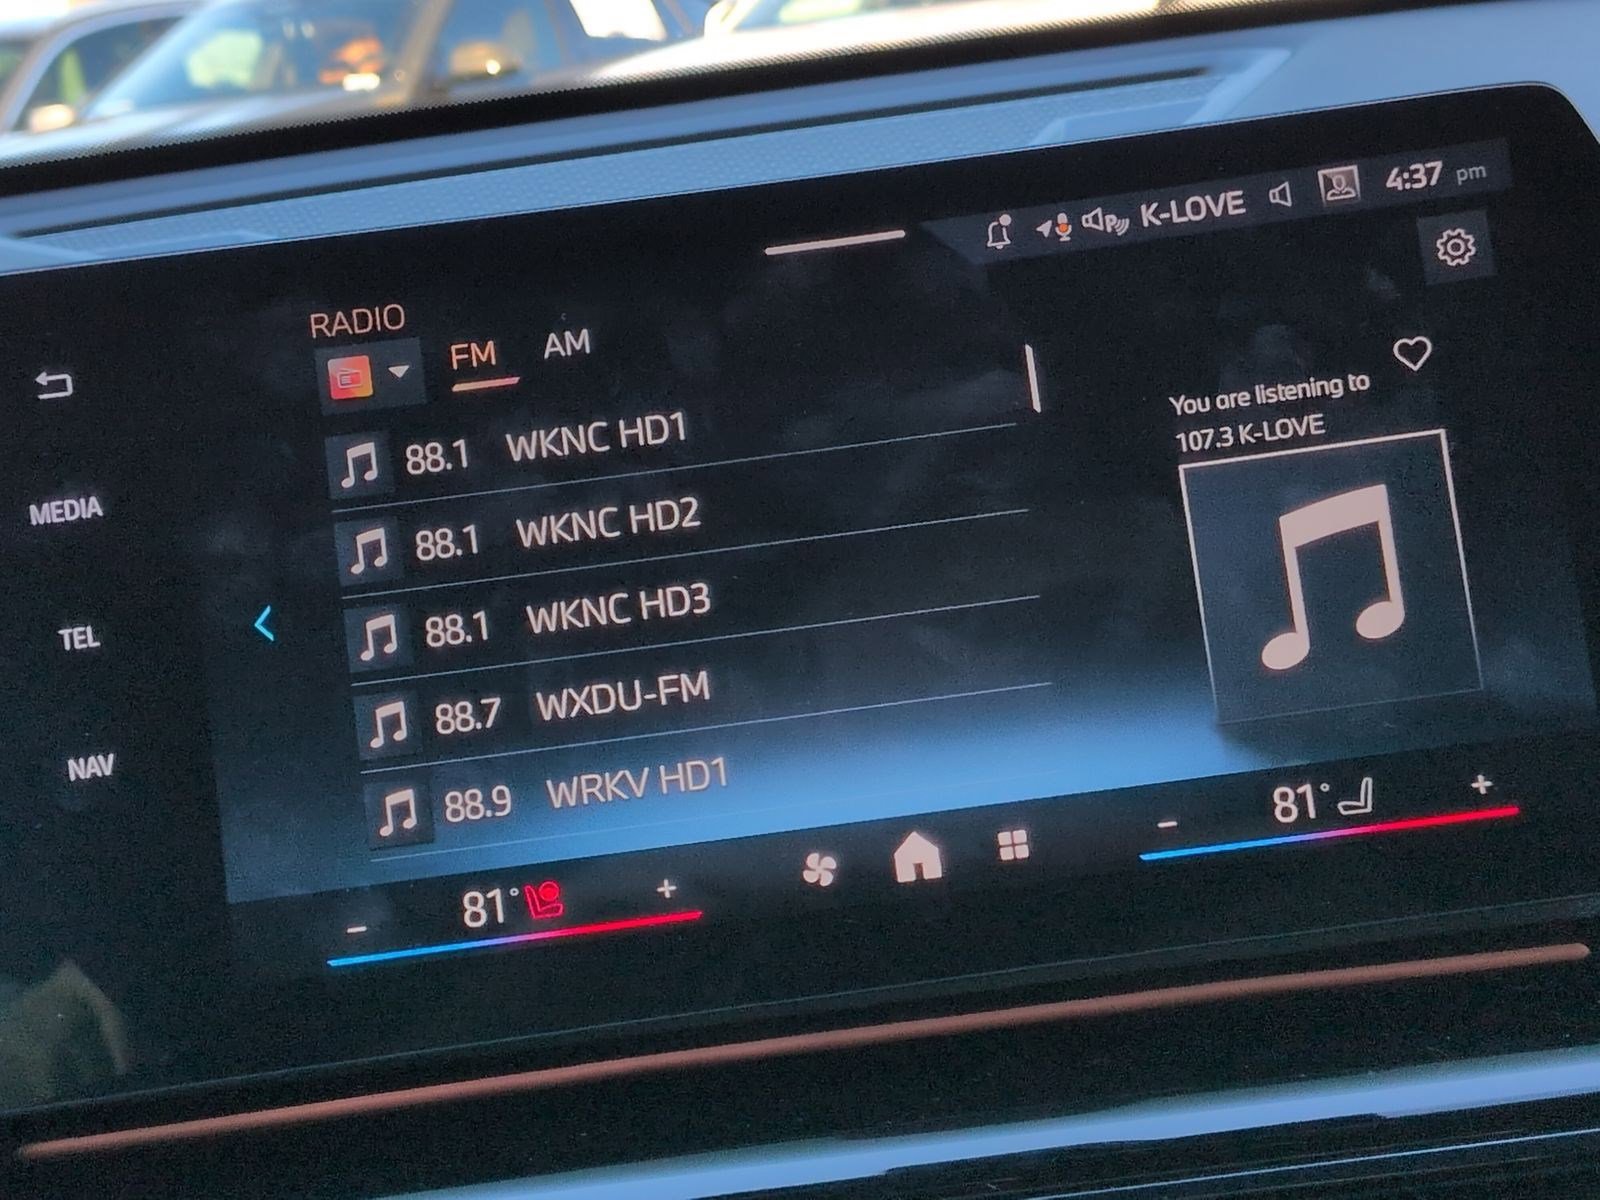 K-LOVE 4:37 pm
RADIO
FM AM
88.1 WKNC HD1
88.1 WKNC HD2
88.1 WKNC HD3
88.7 WXDU-FM
88.9 WRKV HD1
MEDIA
TEL
NAV
You are listening to
107.3 K-LOVE
− 81° +
− 81° +